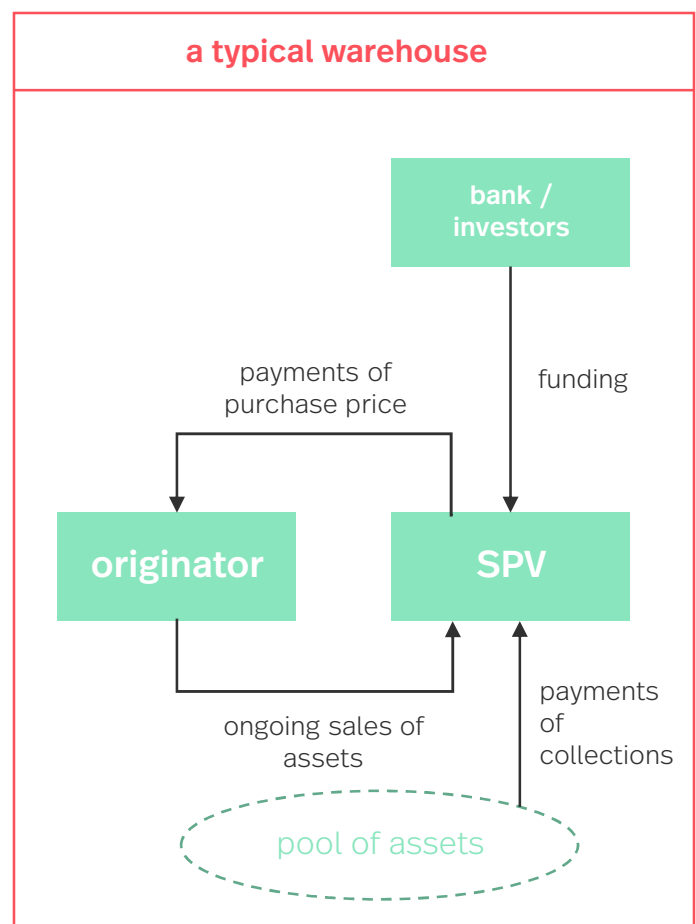 a typical warehouse
bank /
investors
payments of
purchase price
funding
originator
SPV
ongoing sales of
assets
payments
of
collections
pool of assets